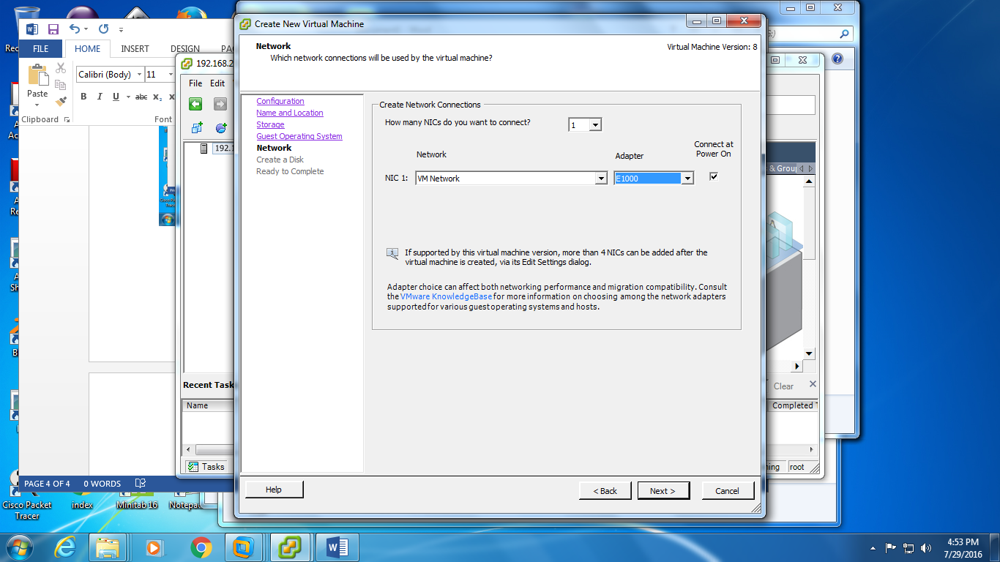 Create New Virtual Machine
Network
Which network connections will be used by the virtual machine?
Virtual Machine Version: 8
Configuration
Name and Location
Storage
Guest Operating System
Network
Create a Disk
Ready to Complete
Create Network Connections
How many NICs do you want to connect?
1
Network
Adapter
Connect at
Power On
NIC 1:
VM Network
E1000
If supported by this virtual machine version, more than 4 NICs can be added after the
virtual machine is created, via its Edit Settings dialog.
Adapter choice can affect both networking performance and migration compatibility. Consult
the VMware KnowledgeBase for more information on choosing among the network adapters
supported for various guest operating systems and hosts.
Help
< Back
Next >
Cancel
FILE
HOME
INSERT
DESIGN
Calibri (Body)
11
Paste
B I U abc x₂
Clipboard
Font
192.168.2
File Edit
192.1
Recent Task
Name
Clear
Completed T
Tasks
root
PAGE 4 OF 4
0 WORDS
Cisco Packet
Tracer
index
Minitab 16
Notepa
4:53 PM
7/29/2016